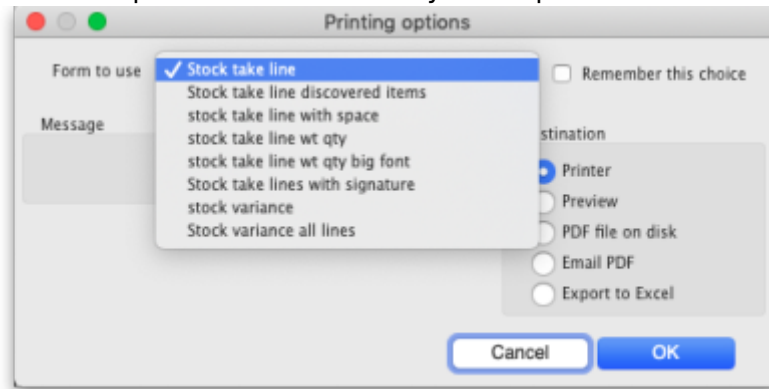 Printing options
Form to use
✓ Stock take line
Remember this choice
Stock take line discovered items
stock take line with space
Message
stock take line wt qty
stination
stock take line wt qty big font
Printer
Stock take lines with signature
Preview
stock variance
PDF file on disk
Stock variance all lines
Email PDF
Export to Excel
Cancel
OK